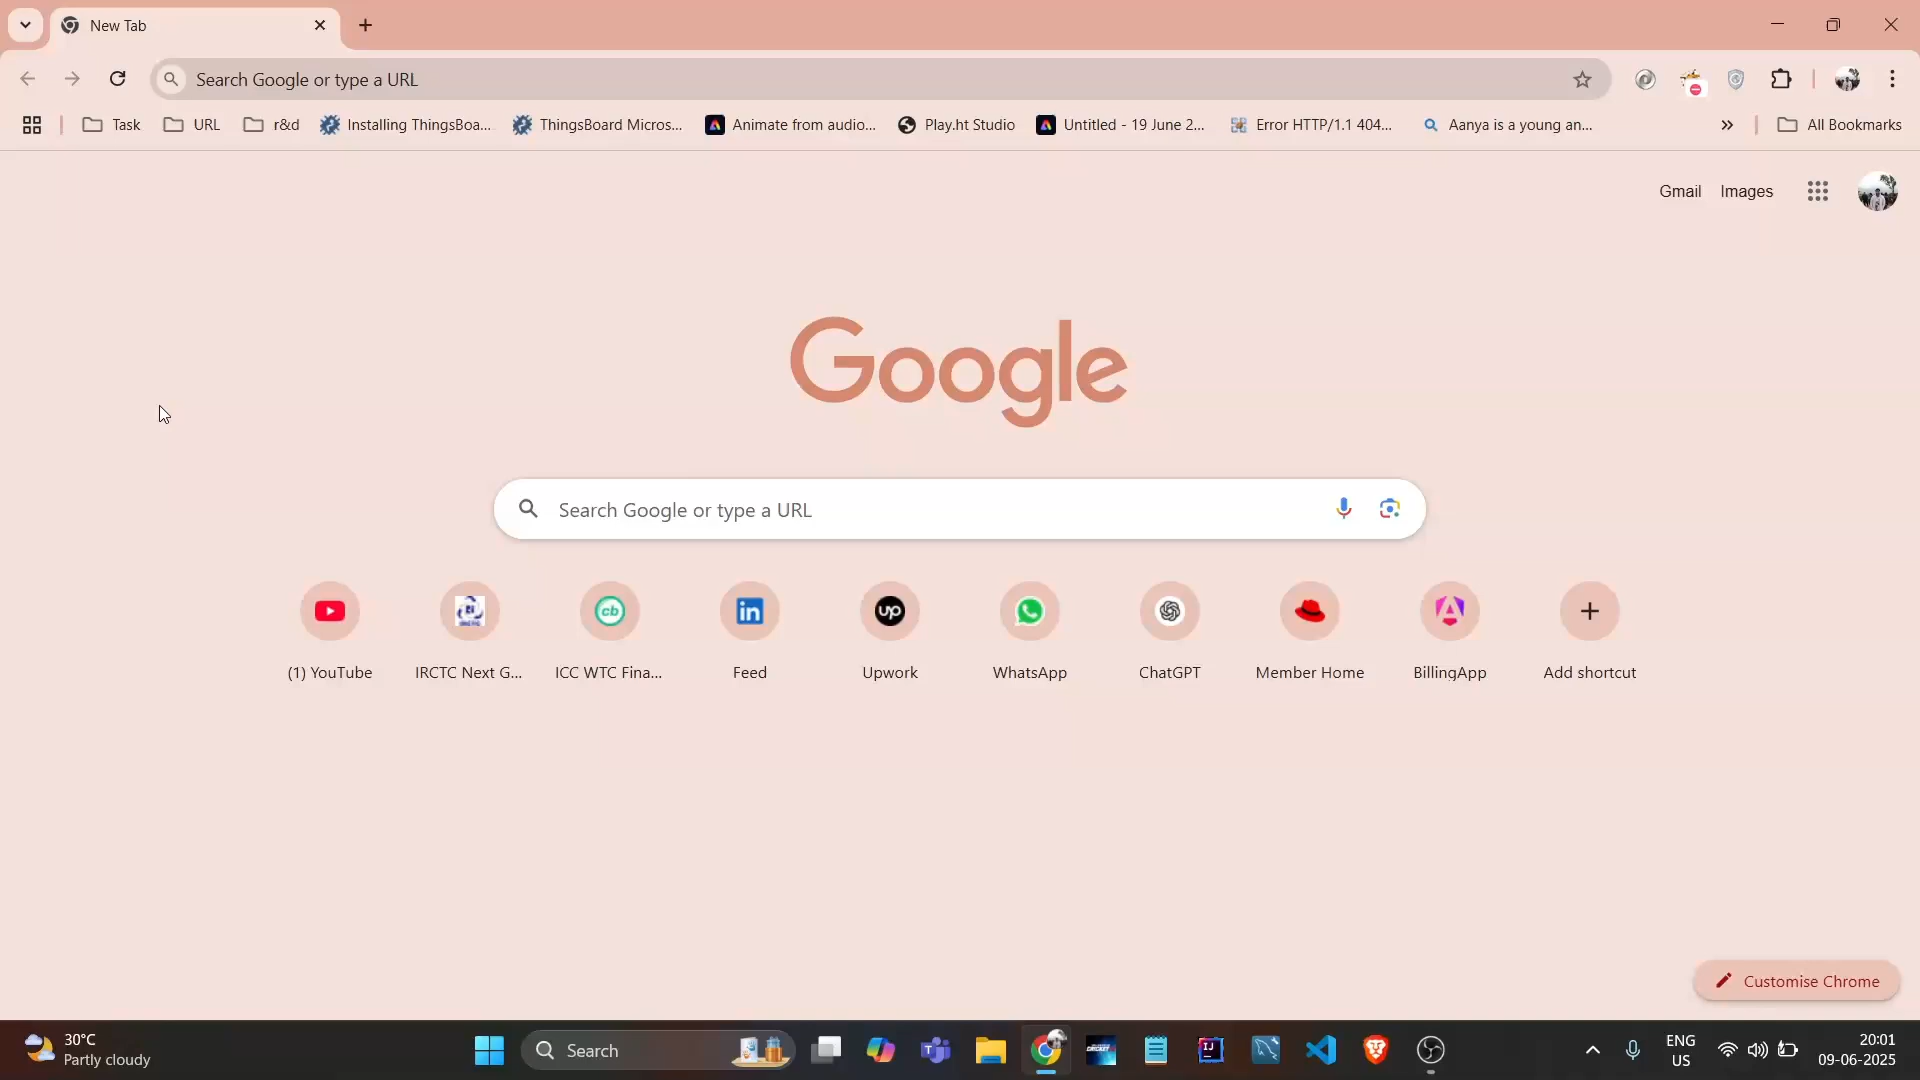 New Tab
Search Google or type a URL
Task
URL
r&d
Installing ThingsBoa...
ThingsBoard Micros...
Animate from audio...
Play.ht Studio
Untitled - 19 June 2...
Error HTTP/1.1 404...
Aanya is a young an...
All Bookmarks
Gmail
Images
Google
Search Google or type a URL
(1) YouTube
IRCTC Next G...
ICC WTC Fina...
Feed
Upwork
WhatsApp
ChatGPT
Member Home
BillingApp
Add shortcut
Customise Chrome
30°C
Partly cloudy
Search
ENG
US
20:01
09-06-2025